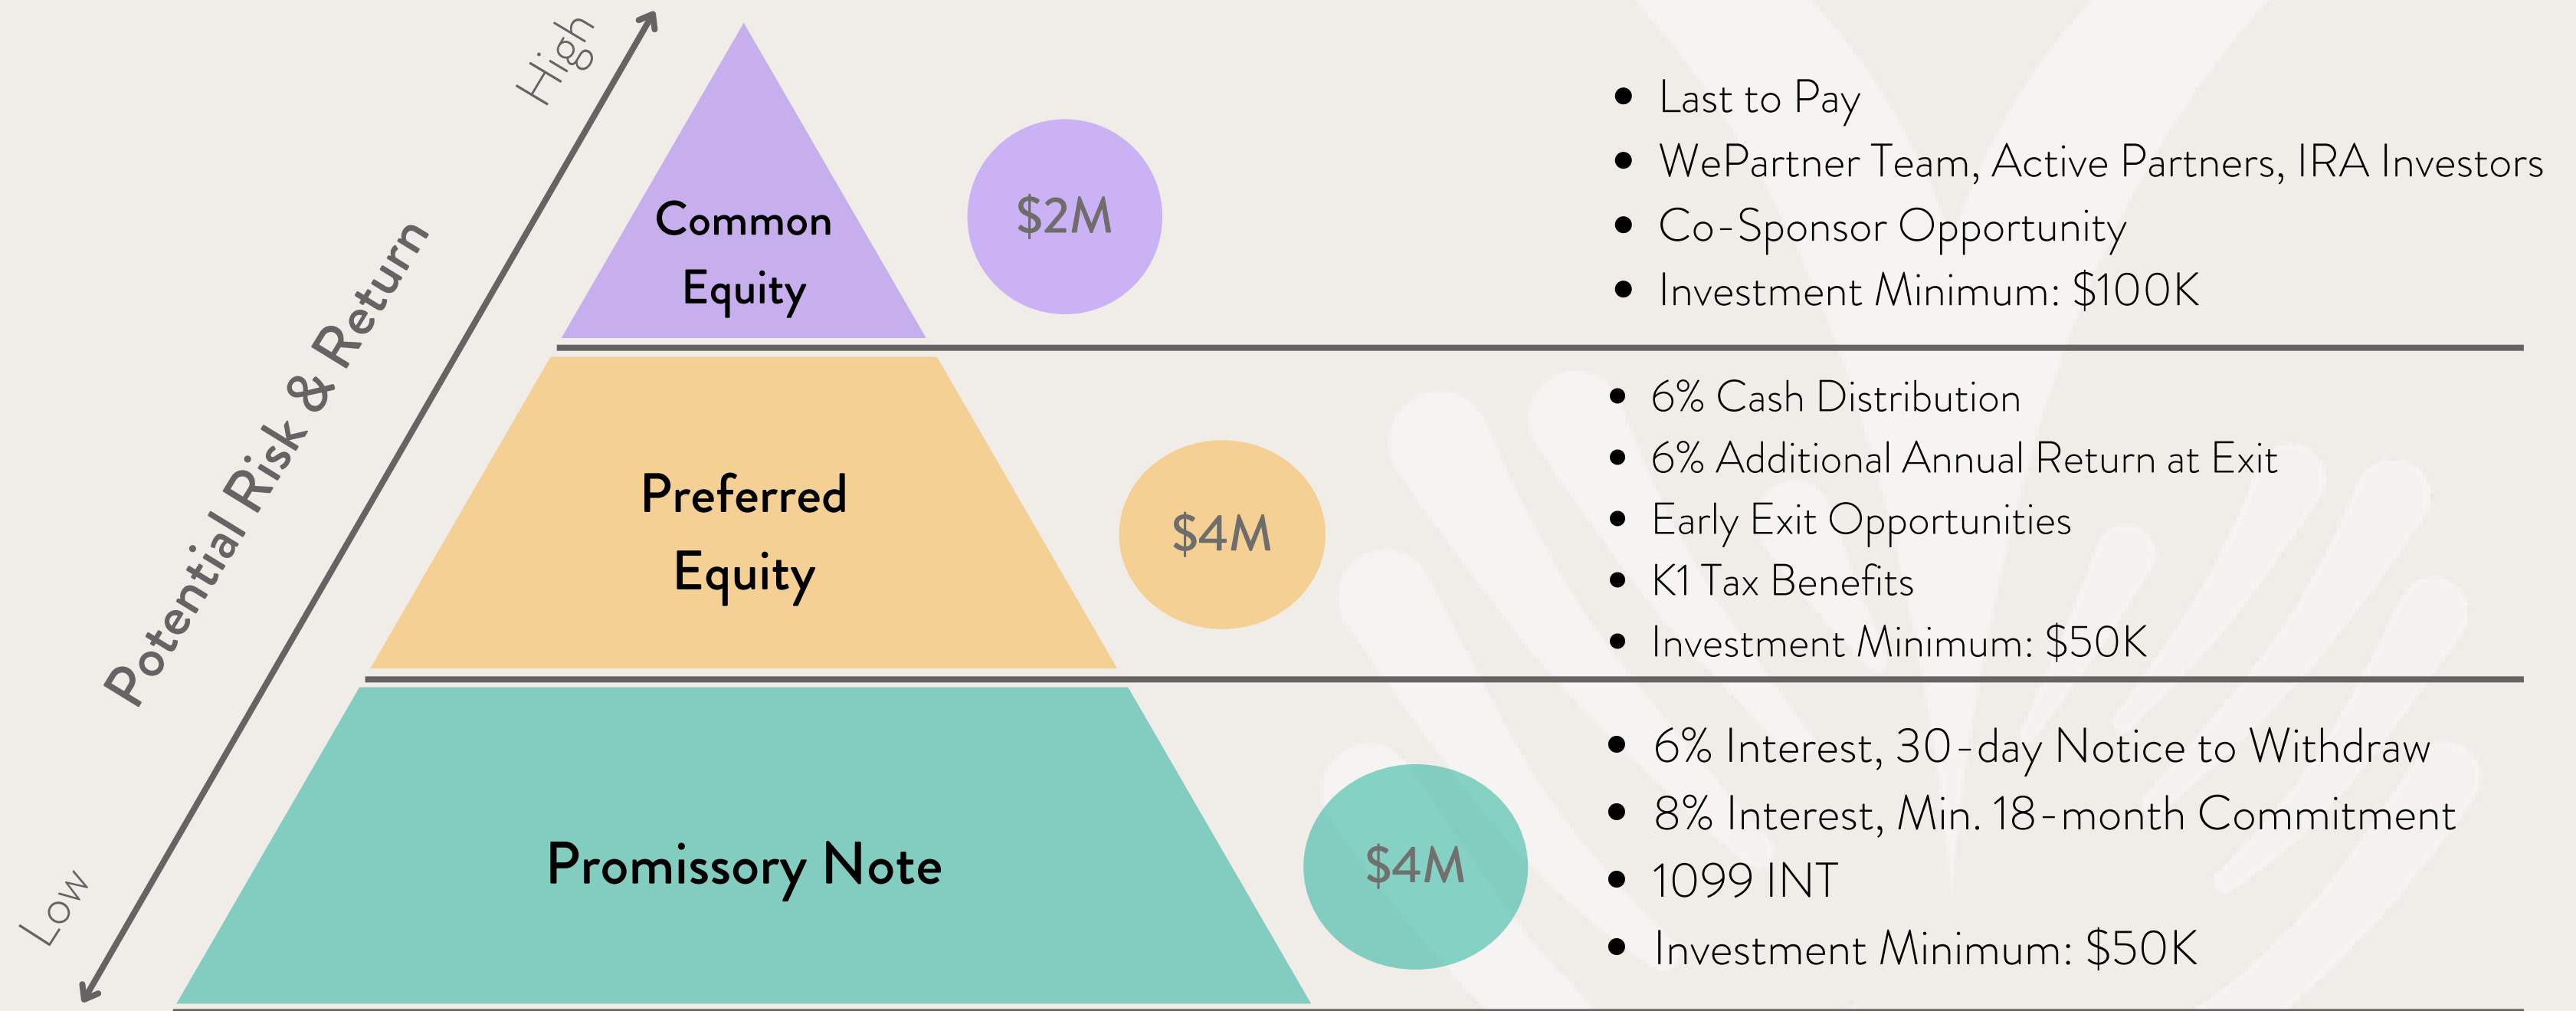 High
Potential Risk & Return
Low
Common
Equity
$2M
Last to Pay
WePartner Team, Active Partners, IRA Investors
Co-Sponsor Opportunity
Investment Minimum: $100K
Preferred
Equity
$4M
6% Cash Distribution
6% Additional Annual Return at Exit
Early Exit Opportunities
K1 Tax Benefits
Investment Minimum: $50K
Promissory Note
$4M
6% Interest, 30-day Notice to Withdraw
8% Interest, Min. 18-month Commitment
1099 INT
Investment Minimum: $50K